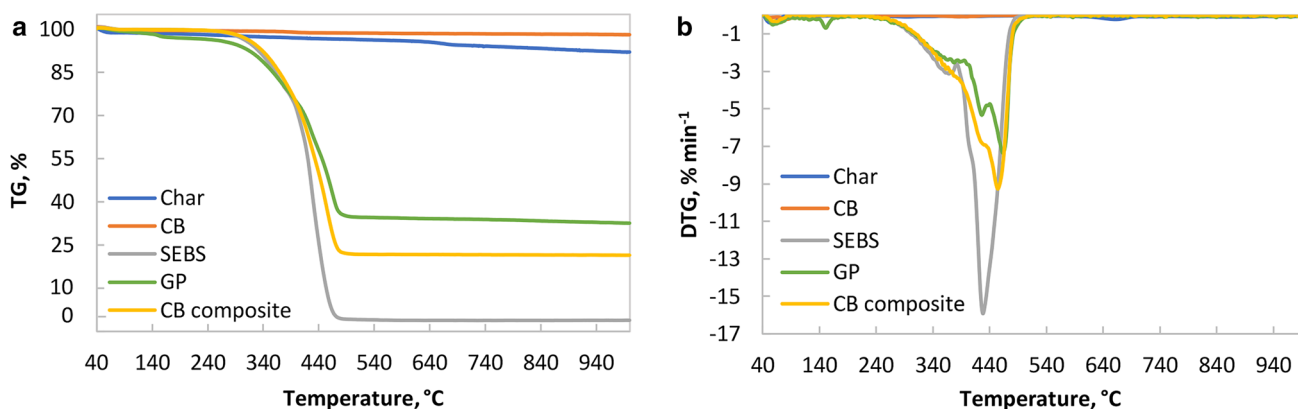 a
TG, %
100
85
70
55
40
25
10
0
Char
CB
SEBS
GP
CB composite
40 140 240 340 440 540 640 740 840 940
Temperature, °C
b
DTG, % min-1
-1
-3
-5
-7
-9
-11
-13
-15
-17
Char
CB
SEBS
GP
CB composite
40 140 240 340 440 540 640 740 840 940
Temperature, °C